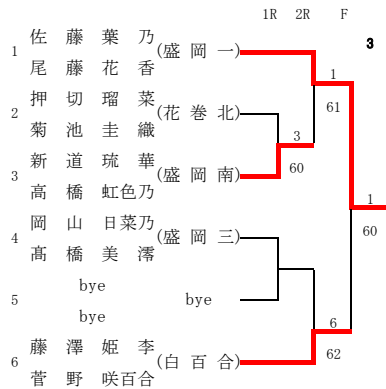 1R 2R F
3
1 佐藤葉乃 (盛岡一)
尾藤花香
1
61
2 押切瑠菜 (花巻北)
菊池圭織
3
60
3 新道琉華 (盛岡南)
高橋虹色乃
1
60
4 岡山日菜乃 (盛岡三)
髙橋美澪
5 bye bye
bye
6
62
6 藤澤姫李 (白百合)
菅野咲百合